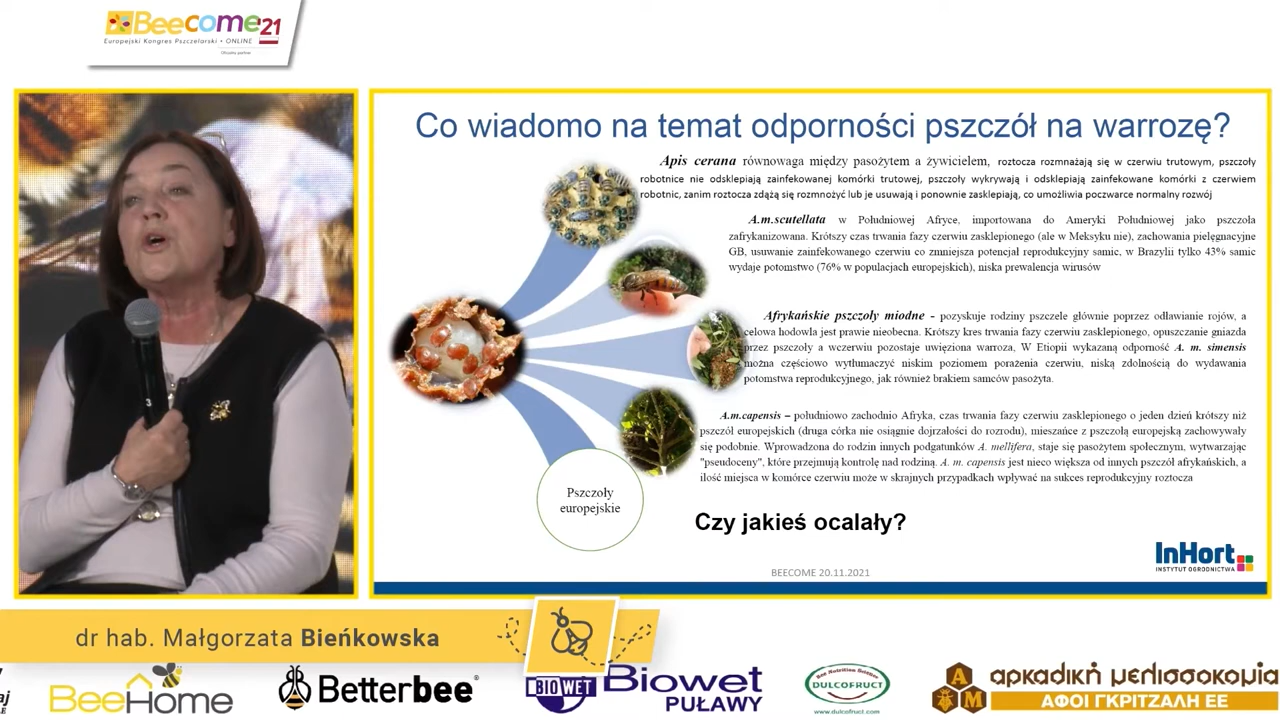 Beecome'21
Europejski Kongres Pszczelarski • ONLINE
Co wiadomo na temat odporności pszczół na warrozę?
Apis cerana równowaga między pasożytem a żywicielem, roztocza rozmnażają się w czerwiu trutowym, pszczoły
robotnice nie odsklepiają zainfekowanej komórki trutowej, pszczoły wykrywają i odsklepiają zainfekowane komórki z czerwiem
robotnic, zanim roztocza zdążą się rozmnożyć lub je usuwają i ponownie zasklepiają, co umożliwia poczwarce normalny rozwój
A.m.scutellata w Południowej Afryce, importowana do Ameryki Południowej jako pszczoła
zafrykanizowana. Krótszy czas trwania fazy czerwiu zasklepionego (ale w Meksyku nie), zachowania pielęgnacyjne
GB, usuwanie zainfekowanego czerwiu co zmniejsza potencjał reprodukcyjny samic, w Brazylii tylko 43% samic
wydaje potomstwo (76% w populacjach europejskich), niska prewalencja wirusów
Afrykańskie pszczoły miodne - pozyskuje rodziny pszczele głównie poprzez odławianie rojów, a
celowa hodowla jest prawie nieobecna. Krótszy kres trwania fazy czerwiu zasklepionego, opuszczanie gniazda
przez pszczoły a wczerwiu pozostaje uwięziona warroza, W Etiopii wykazaną odporność A. m. simensis
można częściowo wytłumaczyć niskim poziomem porażenia czerwiu, niską zdolnością do wydawania
potomstwa reprodukcyjnego, jak również brakiem samców pasożyta.
A.m.capensis – południowo zachodnio Afryka, czas trwania fazy czerwiu zasklepionego o jeden dzień krótszy niż
pszczół europejskich (druga córka nie osiągnie dojrzałości do rozrodu), mieszańce z pszczołą europejską zachowywały
się podobnie. Wprowadzona do rodzin innych podgatunków A. mellifera, staje się pasożytem społecznym, wytwarzając
"pseudoceny", które przejmują kontrolę nad rodziną. A. m. capensis jest nieco większa od innych pszczół afrykańskich, a
ilość miejsca w komórce czerwiu może w skrajnych przypadkach wpływać na sukces reprodukcyjny roztocza
Pszczoły
europejskie
Czy jakieś ocalały?
InHort
INSTYTUT OGRODNICTWA
BEECOME 20.11.2021
dr hab. Małgorzata Bieńkowska
BeeHome
Betterbee®
BIOWET
Biowet
PUŁAWY
Bee Nutrition Science
DULCOFRUCT
www.dulcofruct.com
AM
αρκαδική μελισσοκομία
ΑΦΟΙ ΓΚΡΙΤΖΑΛΗ ΕΕ